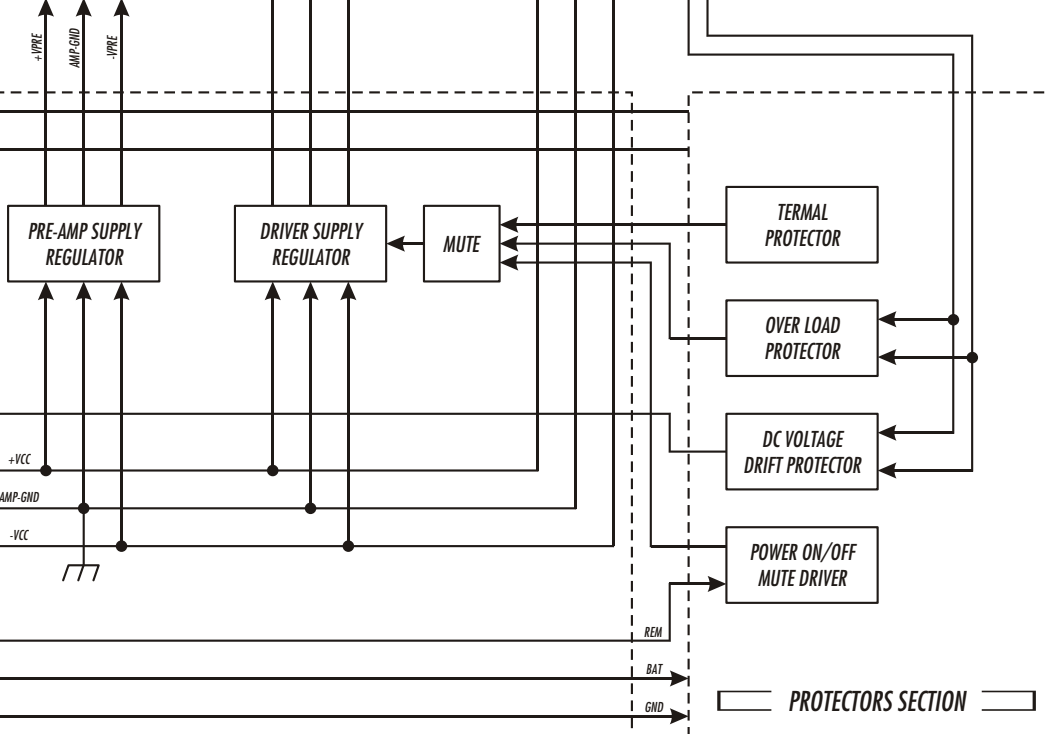 +VPRE
AMP-GND
-VPRE
PRE-AMP SUPPLY
REGULATOR
DRIVER SUPPLY
REGULATOR
MUTE
TERMAL
PROTECTOR
OVER LOAD
PROTECTOR
DC VOLTAGE
DRIFT PROTECTOR
+VCC
AMP-GND
-VCC
POWER ON/OFF
MUTE DRIVER
REM
BAT
GND
PROTECTORS SECTION